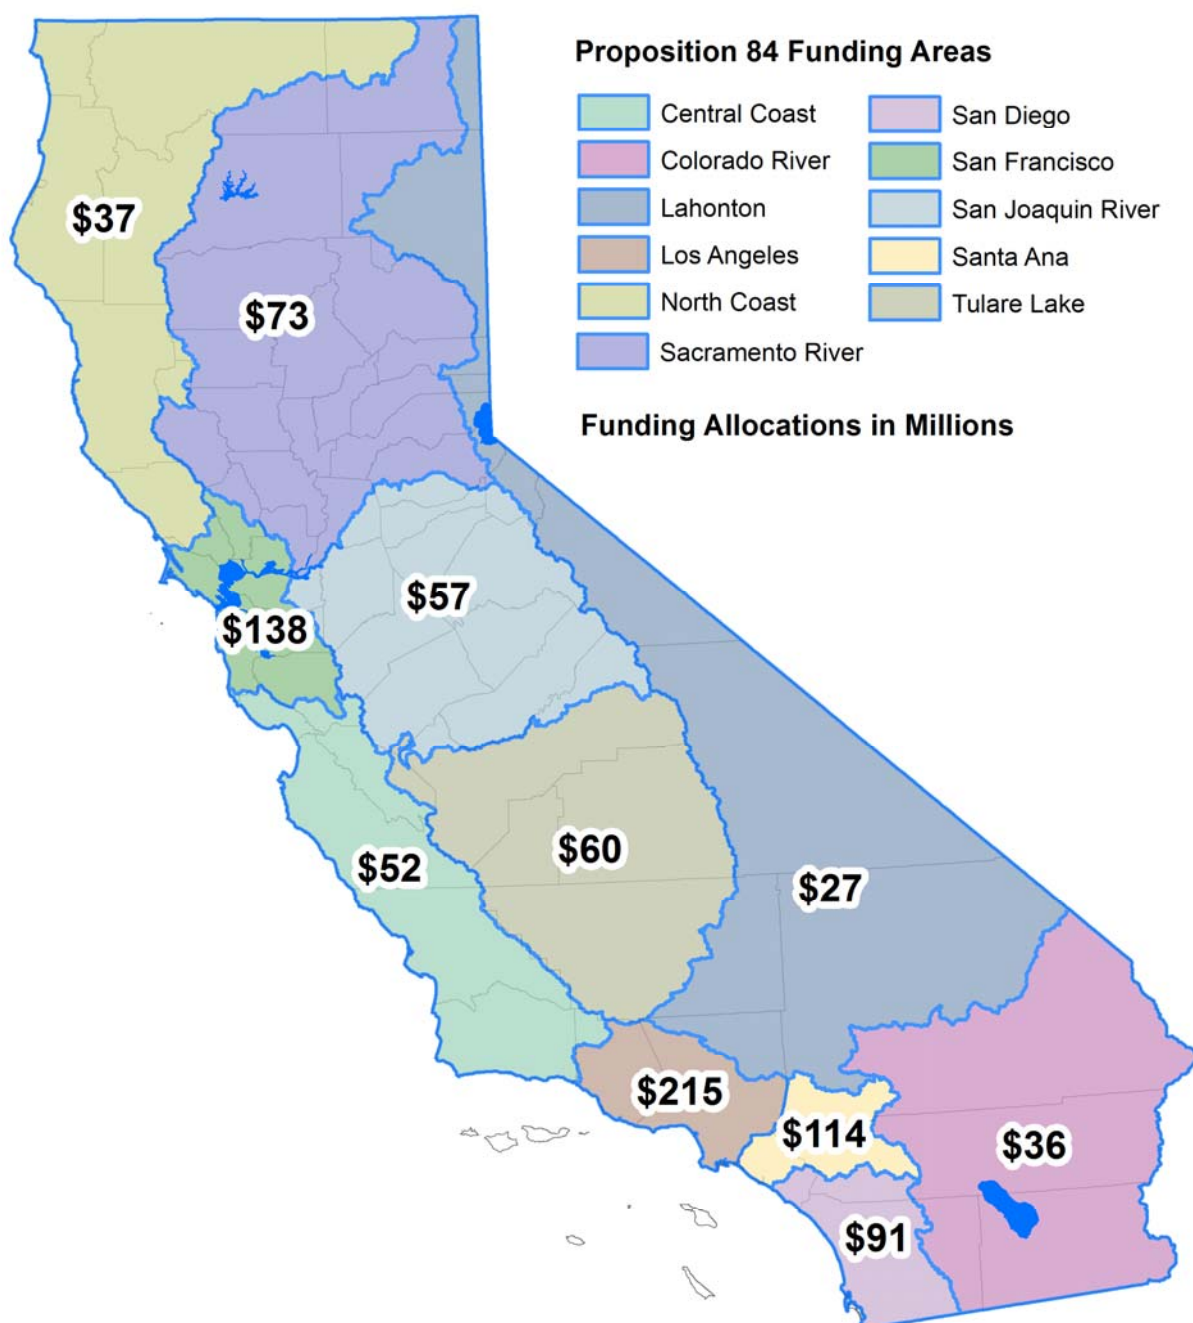 Proposition 84 Funding Areas
Central Coast
Colorado River
Lahonton
Los Angeles
North Coast
Sacramento River
San Diego
San Francisco
San Joaquin River
Santa Ana
Tulare Lake
Funding Allocations in Millions
$37
$73
$57
$138
$60
$52
$27
$215
$114
$36
$91